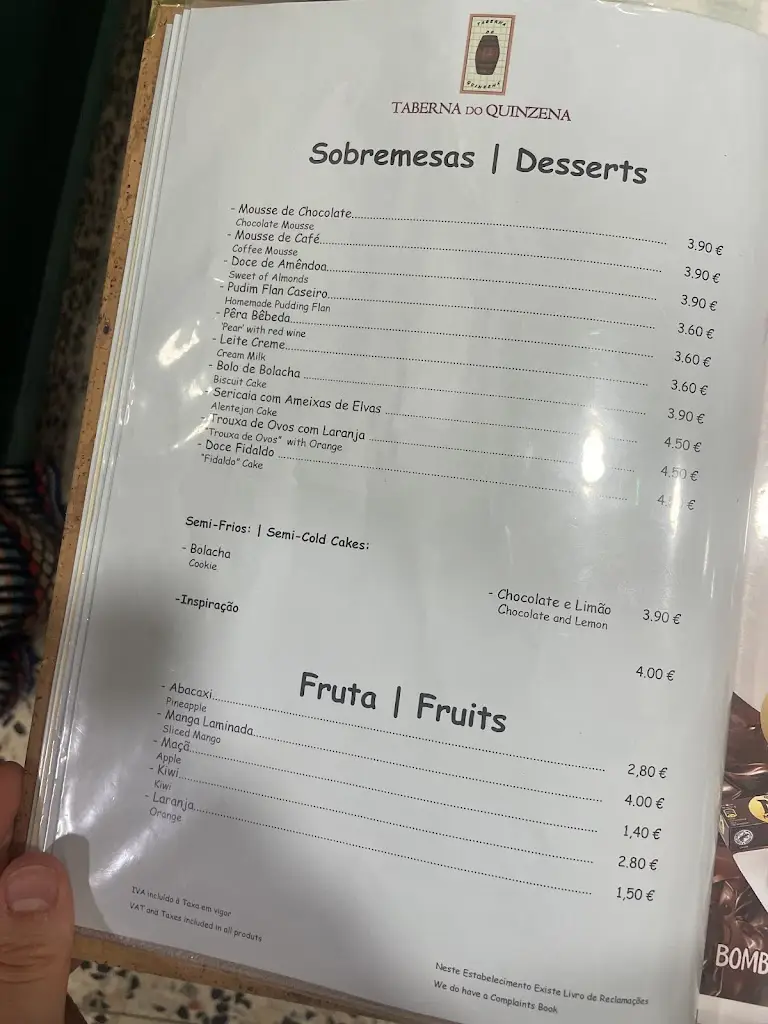 TABERNA
DO
QUINZENA
TABERNA DO QUINZENA
Sobremesas | Desserts
- Mousse de Chocolate 3.90 €
Chocolate Mousse
- Mousse de Café 3.90 €
Coffee Mousse
- Doce de Amêndoa 3.90 €
Sweet of Almonds
- Pudim Flan Caseiro 3.60 €
Homemade Pudding Flan
- Pêra Bêbeda 3.60 €
'Pear' with red wine
- Leite Creme 3.60 €
Cream Milk
- Bolo de Bolacha 3.90 €
Biscuit Cake
- Sericaia com Ameixas de Elvas 4.50 €
Alentejan Cake
- Trouxa de Ovos com Laranja 4.50 €
"Trouxa de Ovos" with Orange
- Doce Fidaldo €
"Fidaldo" Cake
Semi-Frios: | Semi-Cold Cakes:
- Bolacha
Cookie
- Chocolate e Limão 3.90 €
Chocolate and Lemon
-Inspiração
4.00 €
Fruta | Fruits
- Abacaxi 2,80 €
Pineapple
- Manga Laminada 4.00 €
Sliced Mango
- Maçã 1,40 €
Apple
- Kiwi 2.80 €
Kiwi
- Laranja 1,50 €
Orange
IVA incluído à Taxa em vigor
VAT and Taxes included in all produts
Neste Estabelecimento Existe Livro de Reclamações
We do have a Complaints Book
BOMB